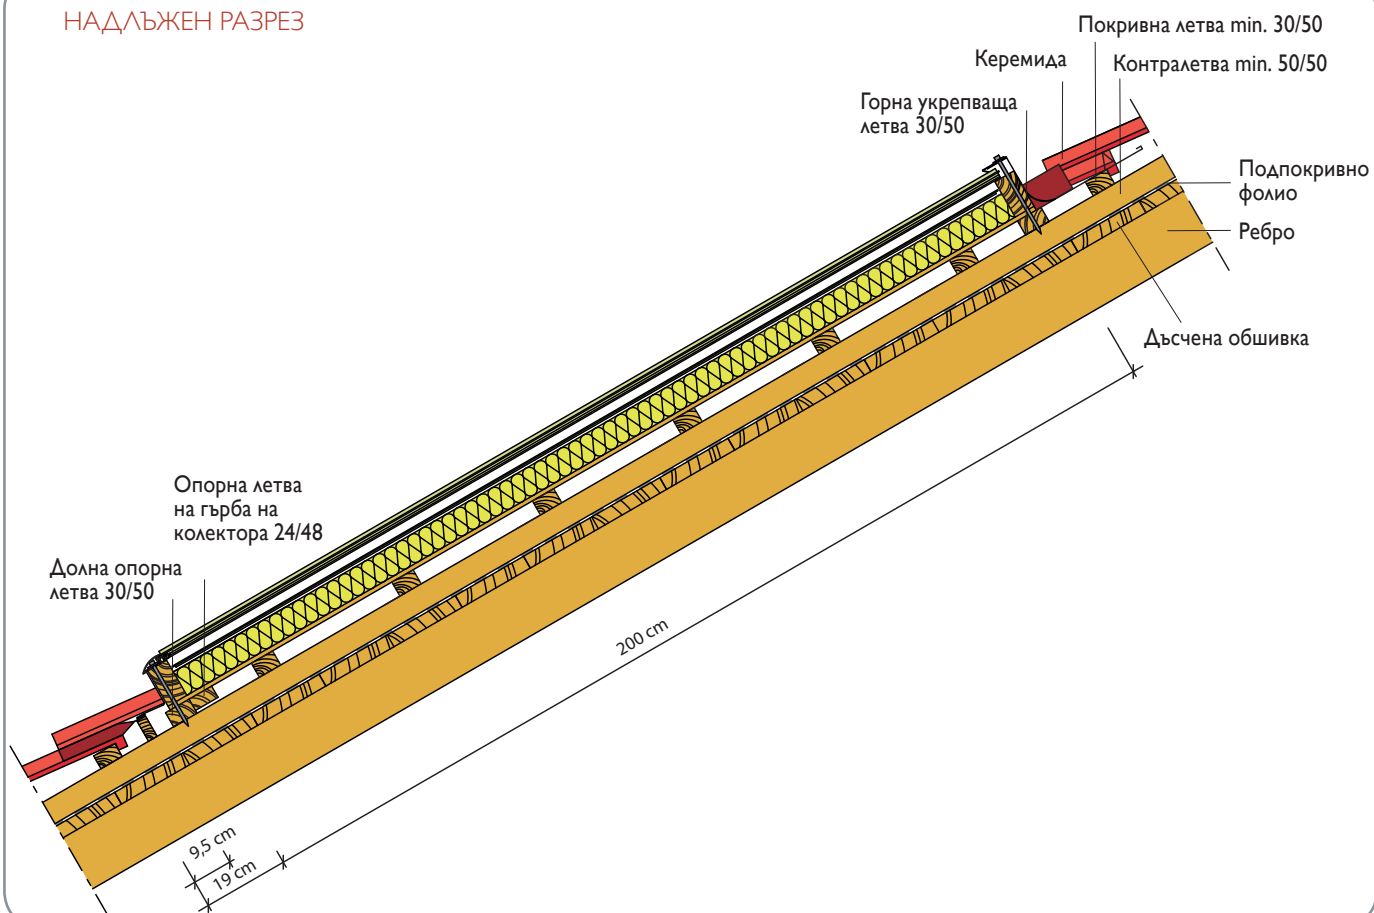 НАДЛЪЖЕН РАЗРЕЗ
Покривна летва min. 30/50
Керемида
Контралетва min. 50/50
Горна укрепваща
летва 30/50
Подпокривно
фолио
Ребро
Дъсчена обшивка
Опорна летва
на гърба на
колектора 24/48
Долна опорна
летва 30/50
200 cm
9,5 cm
19 cm